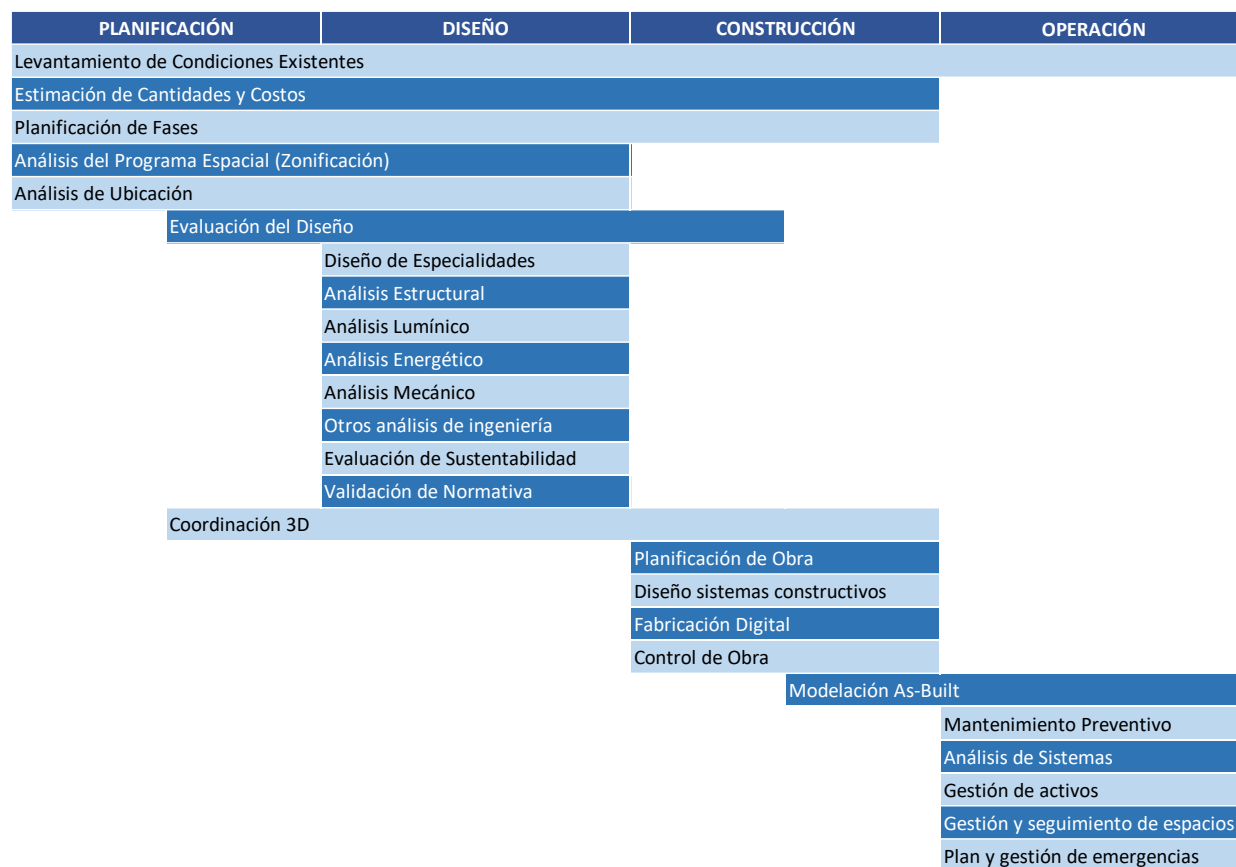 PLANIFICACIÓN DISEÑO CONSTRUCCIÓN OPERACIÓN
Levantamiento de Condiciones Existentes
Estimación de Cantidades y Costos
Planificación de Fases
Análisis del Programa Espacial (Zonificación)
Análisis de Ubicación
Evaluación del Diseño
Diseño de Especialidades
Análisis Estructural
Análisis Lumínico
Análisis Energético
Análisis Mecánico
Otros análisis de ingeniería
Evaluación de Sustentabilidad
Validación de Normativa
Coordinación 3D
Planificación de Obra
Diseño sistemas constructivos
Fabricación Digital
Control de Obra
Modelación As-Built
Mantenimiento Preventivo
Análisis de Sistemas
Gestión de activos
Gestión y seguimiento de espacios
Plan y gestión de emergencias